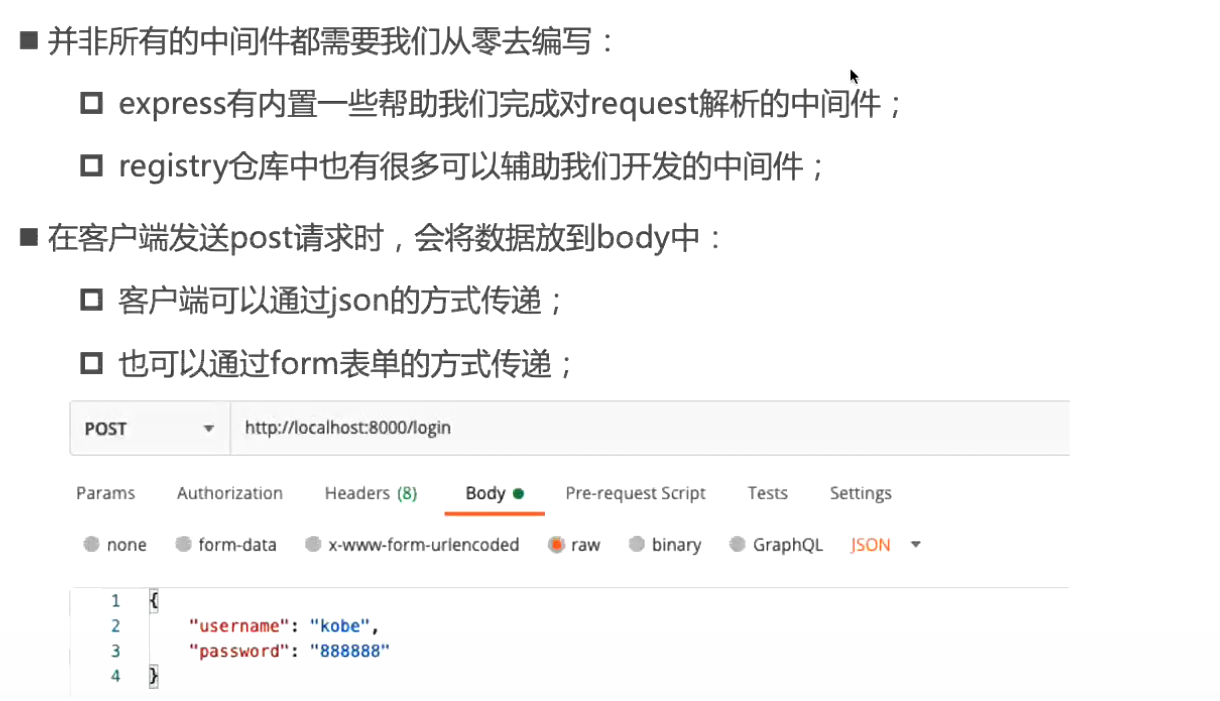 并非所有的中间件都需要我们从零去编写：
express有内置一些帮助我们完成对request解析的中间件；
registry仓库中也有很多可以辅助我们开发的中间件；
在客户端发送post请求时，会将数据放到body中：
客户端可以通过json的方式传递；
也可以通过form表单的方式传递；
POST http://localhost:8000/login
Params Authorization Headers (8) Body Pre-request Script Tests Settings
none form-data x-www-form-urlencoded raw binary GraphQL JSON
1 {
2 "username": "kobe",
3 "password": "888888"
4 }